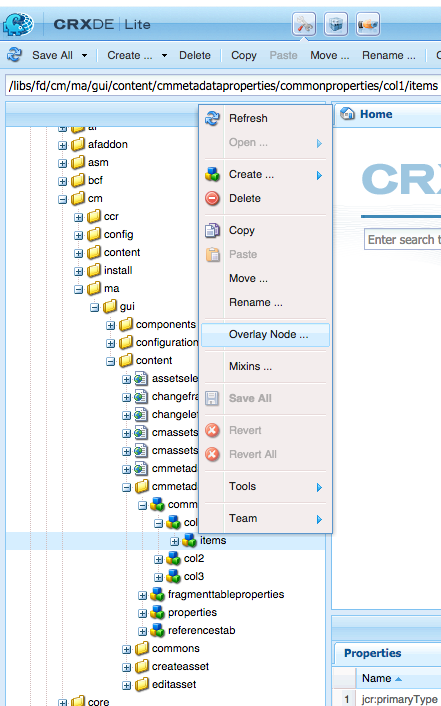 CRXDE | Lite
Save All Create ... Delete Copy Paste Move ... Rename ...
/libs/fd/cm/ma/gui/content/cmmetadataproperties/commonproperties/col1/items
Home
af
afaddon
asm
bcf
cm
ccr
config
content
install
ma
gui
components
configuration
content
assetsele
changefra
changelet
cmassets
cmassets
cmmetad
cmmetad
comm
col
items
col2
col3
fragmenttableproperties
properties
referencestab
commons
createasset
editasset
core
Refresh
Open ...
Create ...
Delete
Copy
Paste
Move ...
Rename ...
Overlay Node ...
Mixins ...
Save All
Revert
Revert All
Tools
Team
CRX
Enter search t
Properties
Name
1 jcr:primaryType